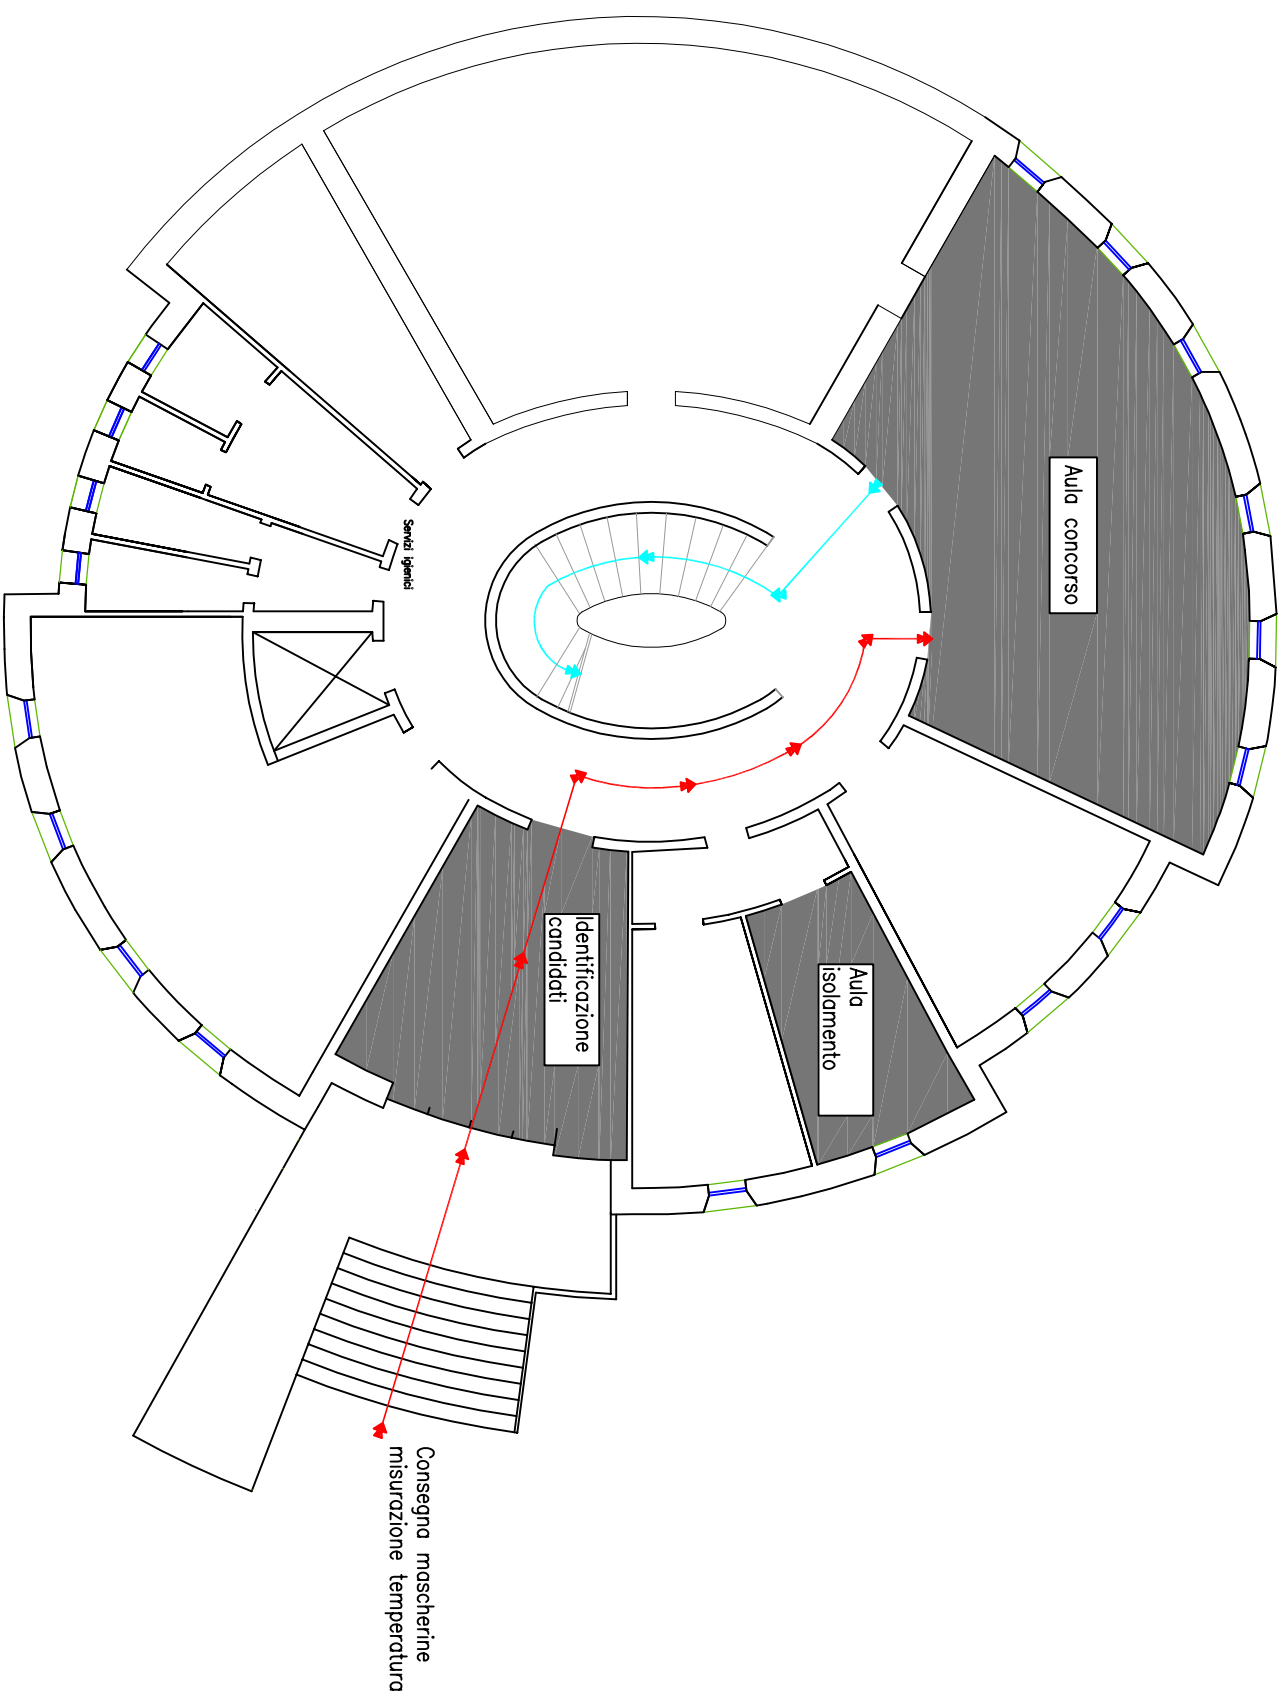 Aula concorso
Servizi igienici
Identificazione
candidati
Aula
isolamento
Consegna mascherine
misurazione temperatura